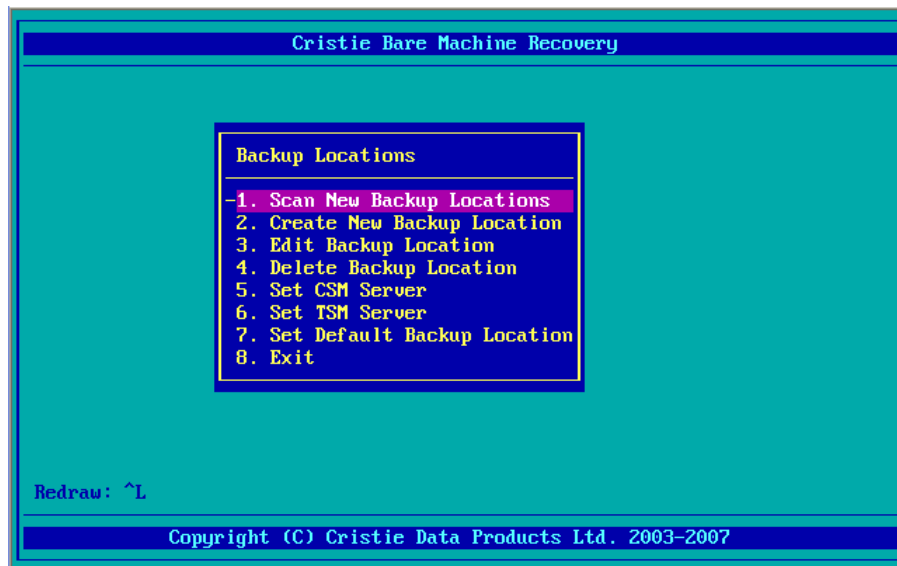 Cristie Bare Machine Recovery
Backup Locations
1. Scan New Backup Locations
2. Create New Backup Location
3. Edit Backup Location
4. Delete Backup Location
5. Set CSM Server
6. Set TSM Server
7. Set Default Backup Location
8. Exit
Redraw: ^L
Copyright (C) Cristie Data Products Ltd. 2003-2007